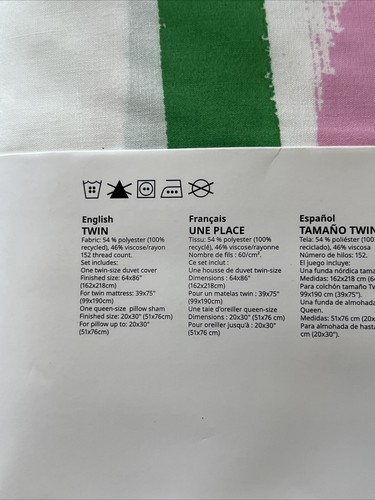 English
TWIN
Fabric: 54 % polyester (100%
recycled), 46% viscose/rayon
152 thread count.
Set includes:
One twin-size duvet cover
Finished size: 64x86"
(162x218cm)
For twin mattress: 39x75"
(99x190cm)
One queen-size pillow sham
Finished size: 20x30" (51x76cm)
For pillow up to: 20x30"
(51x76cm)
Français
UNE PLACE
Tissu: 54 % polyester (100%
recyclé), 46% viscose/rayonne
Nombre de fils : 60/cm².
Ce set inclut :
Une housse de duvet twin-size
Dimensions : 64x86"
(162x218cm)
Pour un matelas twin : 39x75"
(99x190cm)
Une taie d'oreiller queen-size
Dimensions : 20x30" (51x76 cm)
Pour oreiller jusqu'à : 20x30"
(51x76 cm)
Español
TAMAÑO TWIN
Tela: 54 % poliéster (100
reciclado), 46% viscosa
Número de hilos: 152.
El juego incluye:
Una funda nórdica tama
Medidas: 162x218 cm (64
Para colchón tamaño Tw
99x190 cm (39x75").
Una funda de almohada
Queen.
Medidas: 51x76 cm (20x
Para almohada de hasta
cm (20x30").